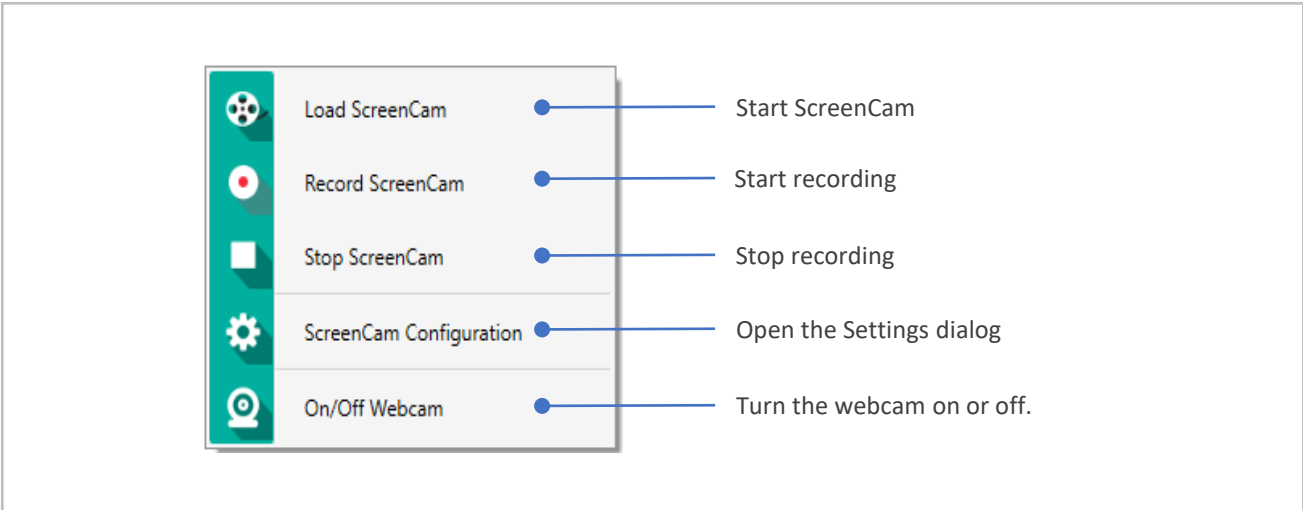 Load ScreenCam Start ScreenCam
Record ScreenCam Start recording
Stop ScreenCam Stop recording
ScreenCam Configuration Open the Settings dialog
On/Off Webcam Turn the webcam on or off.